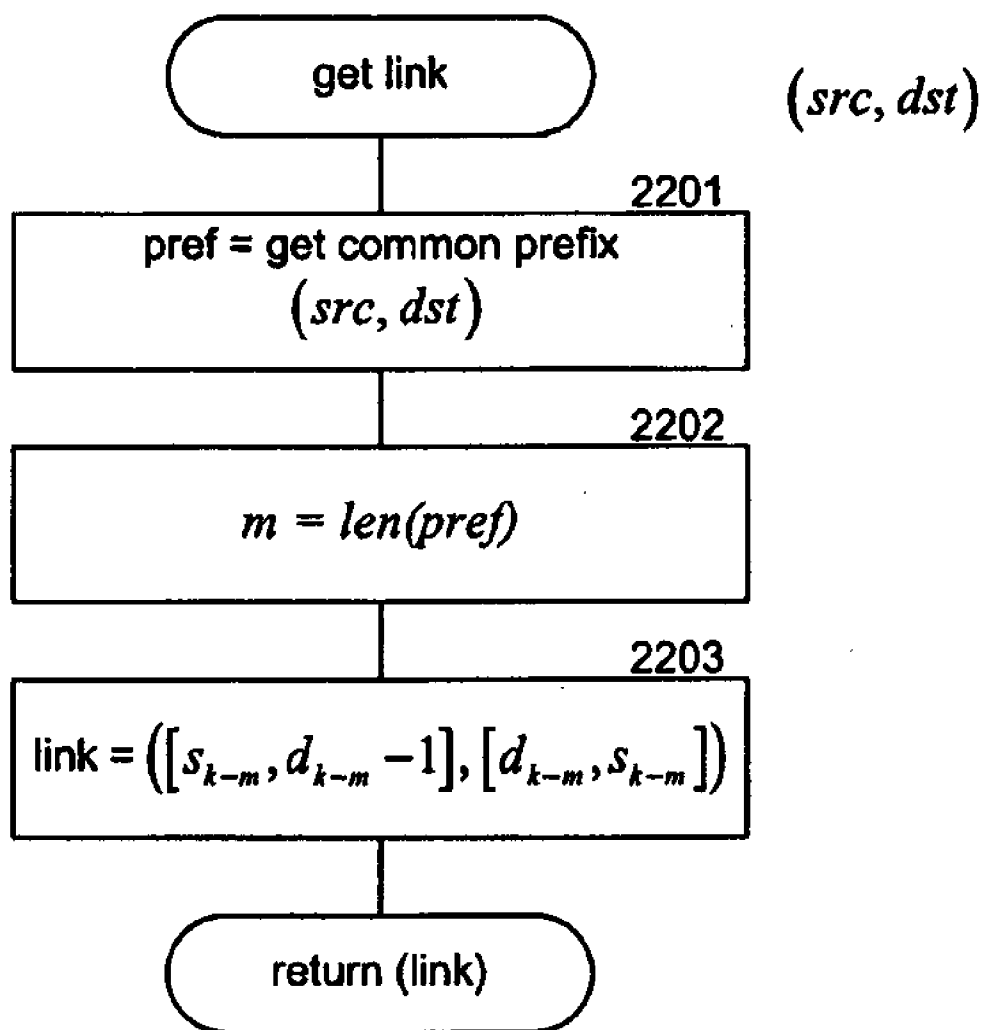 get link
(src, dst)
2201
pref = get common prefix
(src, dst)
2202
m = len(pref)
2203
link = ([s_{k-m}, d_{k-m} -1], [d_{k-m}, s_{k-m}])
return (link)